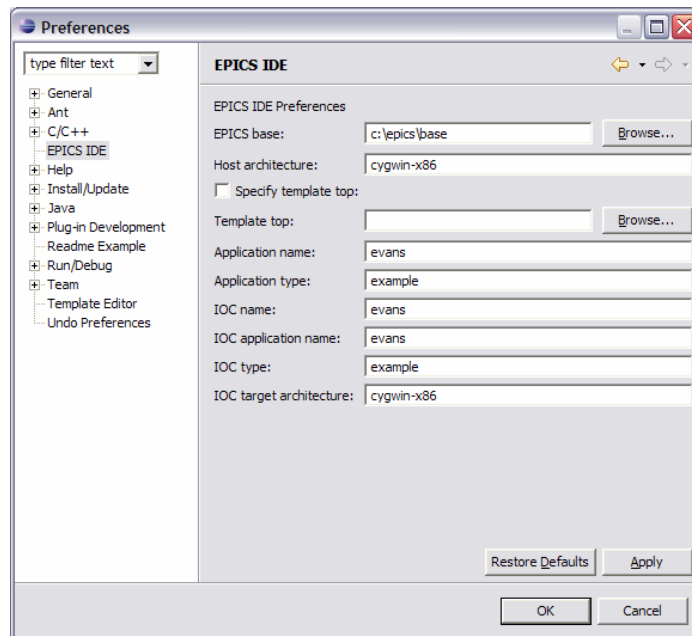 Preferences
type filter text
General
Ant
C/C++
EPICS IDE
Help
Install/Update
Java
Plug-in Development
Readme Example
Run/Debug
Team
Template Editor
Undo Preferences
EPICS IDE
EPICS IDE Preferences
EPICS base: c:\epics\base Browse...
Host architecture: cygwin-x86
Specify template top:
Template top: Browse...
Application name: evans
Application type: example
IOC name: evans
IOC application name: evans
IOC type: example
IOC target architecture: cygwin-x86
Restore Defaults Apply
OK Cancel